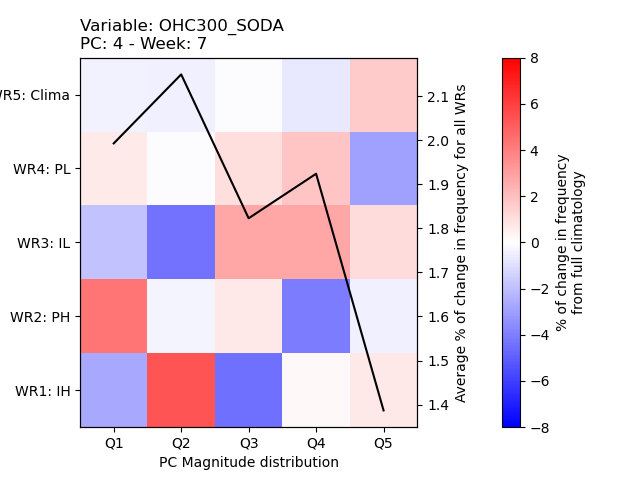 Variable: OHC300_SODA
PC: 4 - Week: 7
WR5: Clima
WR4: PL
WR3: IL
WR2: PH
WR1: IH
Q1 Q2 Q3 Q4 Q5
PC Magnitude distribution
2.1
2.0
1.9
1.8
1.7
1.6
1.5
1.4
Average % of change in frequency for all WRs
8
6
4
2
0
−2
−4
−6
−8
% of change in frequency
from full climatology